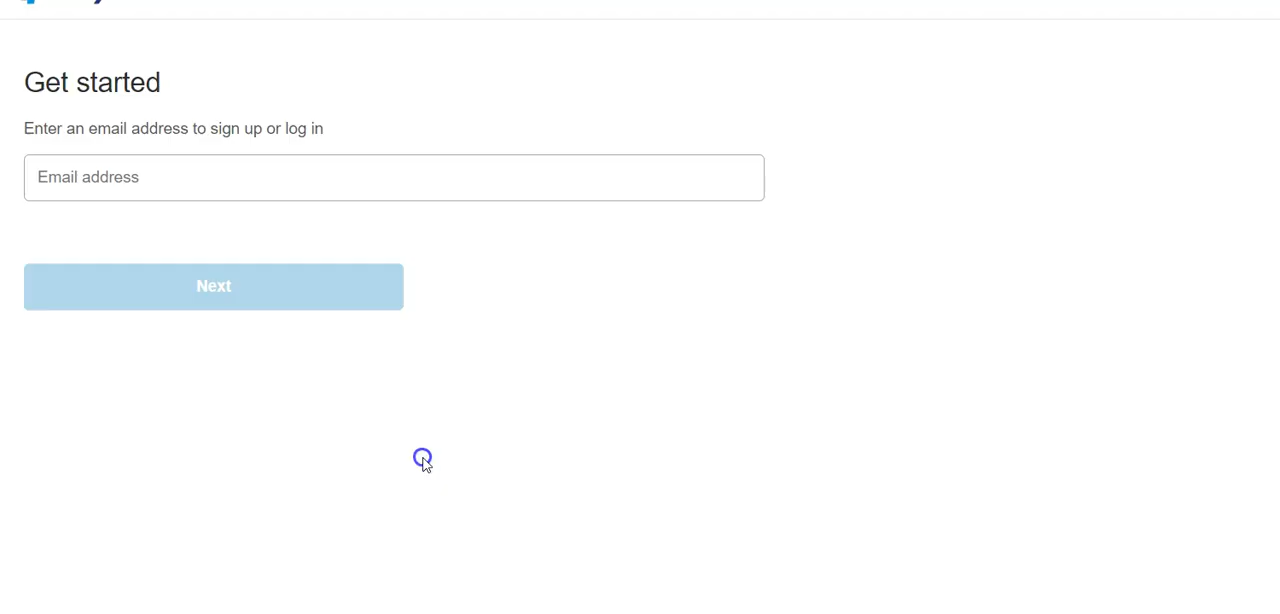 Get started
Enter an email address to sign up or log in
Email address
Next